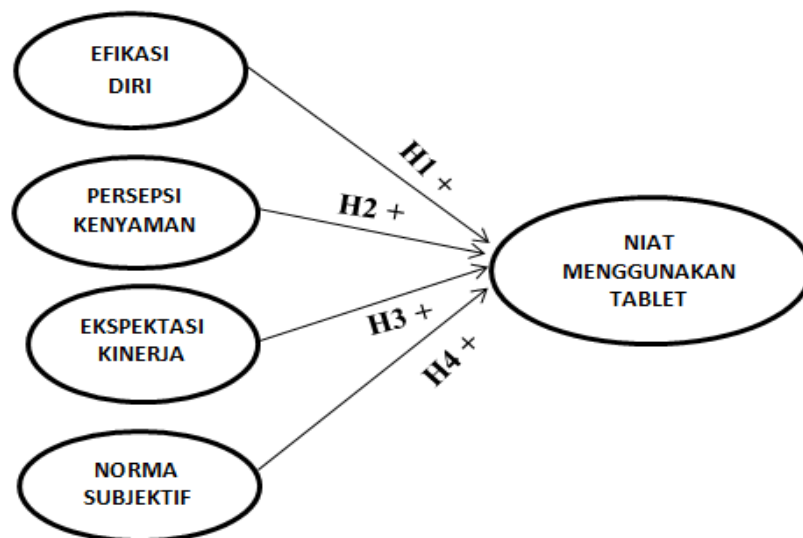 EFIKASI
DIRI
H1 +
PERSEPSI
KENYAMAN
H2 +
NIAT
MENGGUNAKAN
TABLET
EKSPEKTASI
KINERJA
H3 +
H4 +
NORMA
SUBJEKTIF